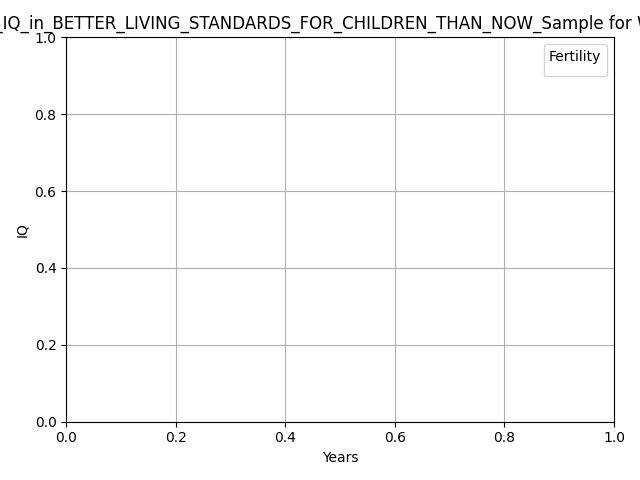 _IQ_in_BETTER_LIVING_STANDARDS_FOR_CHILDREN_THAN_NOW_Sample for
Fertility
1.0
0.8
0.6
0.4
0.2
0.0
IQ
0.0 0.2 0.4 0.6 0.8 1.0
Years